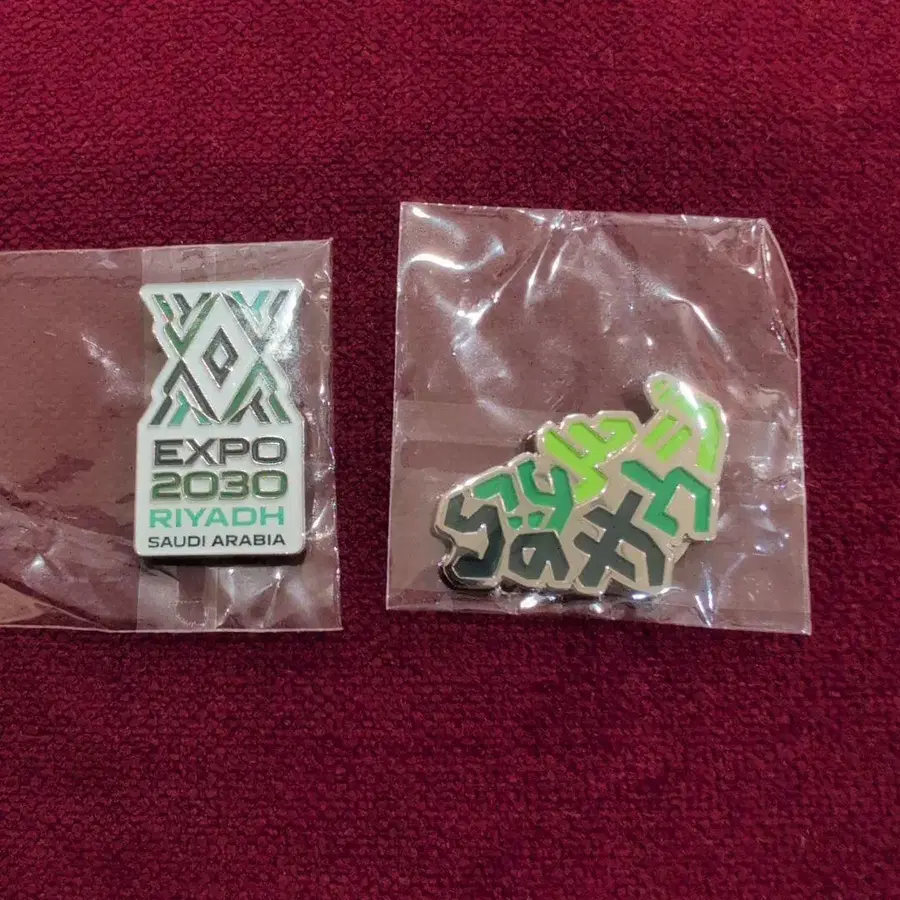 EXPO
2030
RIYADH
SAUDI ARABIA